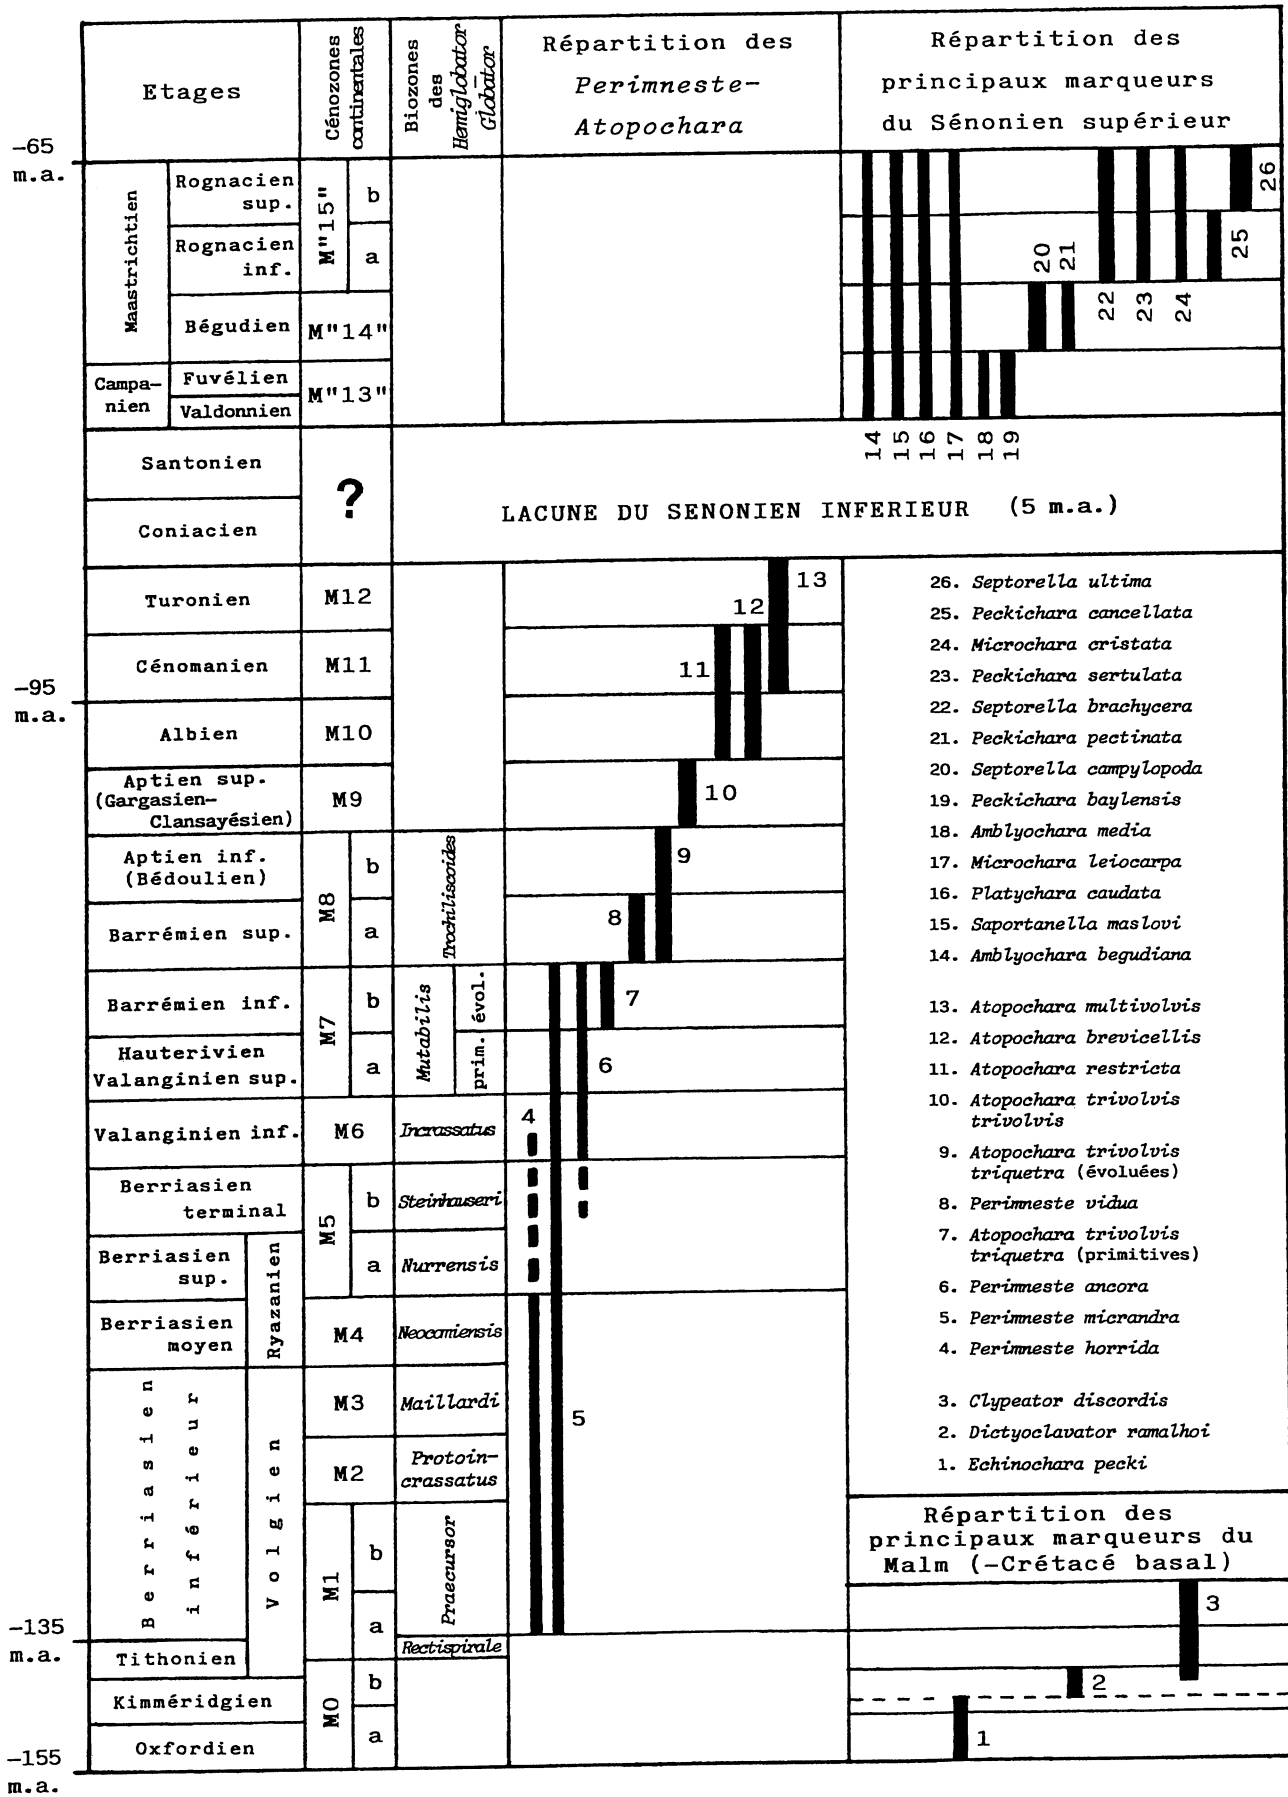 Etages
Cénozones
continentales
Biozones
des
Hemiglobator
–
Globator
Répartition des
Perimneste-
Atopochara
Répartition des
principaux marqueurs
du Sénonien supérieur
-65
m.a.
Maastrichtien
Rognacien
sup.
M"15"
b
26
Rognacien
inf.
a
20
21
25
Bégudien
M"14"
22
23
24
Campa-
nien
Fuvélien
M"13"
Valdonnien
14
15
16
17
18
19
Santonien
?
Coniacien
LACUNE DU SENONIEN INFERIEUR (5 m.a.)
Turonien
M12
12
13
Cénomanien
M11
11
-95
m.a.
Albien
M10
Aptien sup.
(Gargasien-
Clansayésien)
M9
10
Aptien inf.
(Bédoulien)
M8
b
Trochiliscoides
9
Barrémien sup.
a
8
Barrémien inf.
M7
b
Mutabilis
évol.
7
Hauterivien
Valanginien sup.
a
prim.
6
Valanginien inf.
M6
Incrassatus
4
Berriasien
terminal
M5
b
Steinhauseri
Berriasien
sup.
Ryazanien
a
Nurrensis
Berriasien
moyen
M4
Neocomiensis
Berriasien
inférieur
Volgien
M3
Maillardi
5
M2
Protoin-
crassatus
M1
b
Praecursor
a
-135
m.a.
Rectispirale
Tithonien
Kimméridgien
M0
b
Oxfordien
a
-155
m.a.
26. Septorella ultima
25. Peckichara cancellata
24. Microchara cristata
23. Peckichara sertulata
22. Septorella brachycera
21. Peckichara pectinata
20. Septorella campylopoda
19. Peckichara baylensis
18. Amblyochara media
17. Microchara leiocarpa
16. Platychara caudata
15. Saportanella maslovi
14. Amblyochara begudiana
13. Atopochara multivolvis
12. Atopochara brevicellis
11. Atopochara restricta
10. Atopochara trivolvis
trivolvis
9. Atopochara trivolvis
triquetra (évoluées)
8. Perimneste vidua
7. Atopochara trivolvis
triquetra (primitives)
6. Perimneste ancora
5. Perimneste micrandra
4. Perimneste horrida
3. Clypeator discordis
2. Dictyoclavator ramalhoi
1. Echinochara pecki
Répartition des
principaux marqueurs du
Malm (-Crétacé basal)
3
2
1